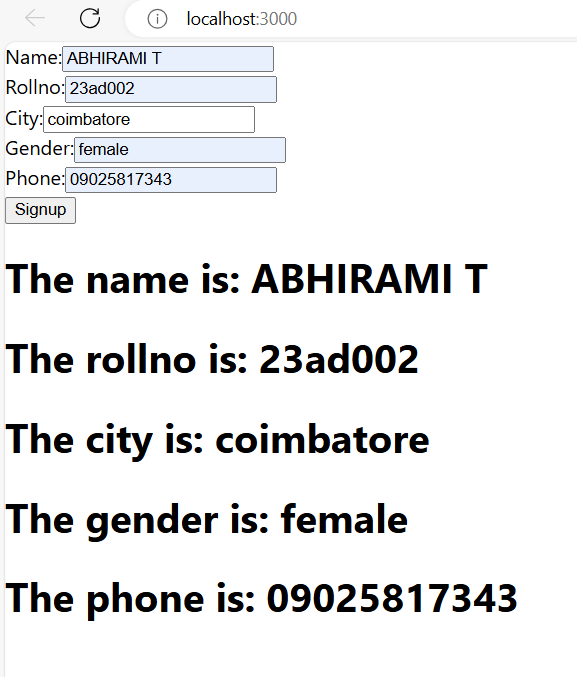 localhost:3000
Name:ABHIRAMI T
Rollno:23ad002
City:coimbatore
Gender:female
Phone:09025817343
Signup
The name is: ABHIRAMI T
The rollno is: 23ad002
The city is: coimbatore
The gender is: female
The phone is: 09025817343